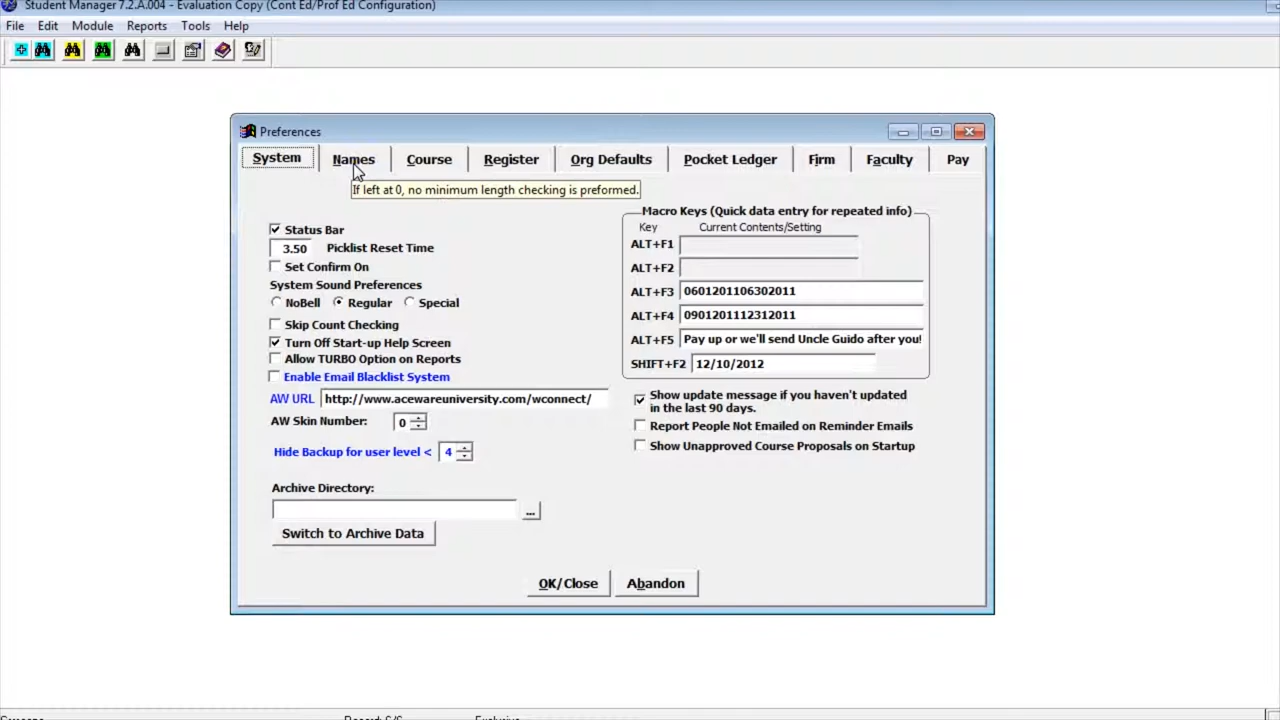 Student Manager 7.2.A.004 - Evaluation Copy (Cont Ed/Prof Ed Configuration)
File Edit Module Reports Tools Help
Preferences
System Names Course Register Org Defaults Pocket Ledger Firm Faculty Pay
If left at 0, no minimum length checking is preformed.
Status Bar
3.50 Picklist Reset Time
Set Confirm On
System Sound Preferences
NoBell Regular Special
Skip Count Checking
Turn Off Start-up Help Screen
Allow TURBO Option on Reports
Enable Email Blacklist System
AW URL http://www.acewareuniversity.com/wconnect/
AW Skin Number: 0
Hide Backup for user level < 4
Archive Directory:
...
Switch to Archive Data
Macro Keys (Quick data entry for repeated info)
Key Current Contents/Setting
ALT+F1
ALT+F2
ALT+F3 0601201106302011
ALT+F4 0901201112312011
ALT+F5 Pay up or we'll send Uncle Guido after you!
SHIFT+F2 12/10/2012
Show update message if you haven't updated
in the last 90 days.
Report People Not Emailed on Reminder Emails
Show Unapproved Course Proposals on Startup
OK/Close Abandon
Record: 6/6 Exclusive